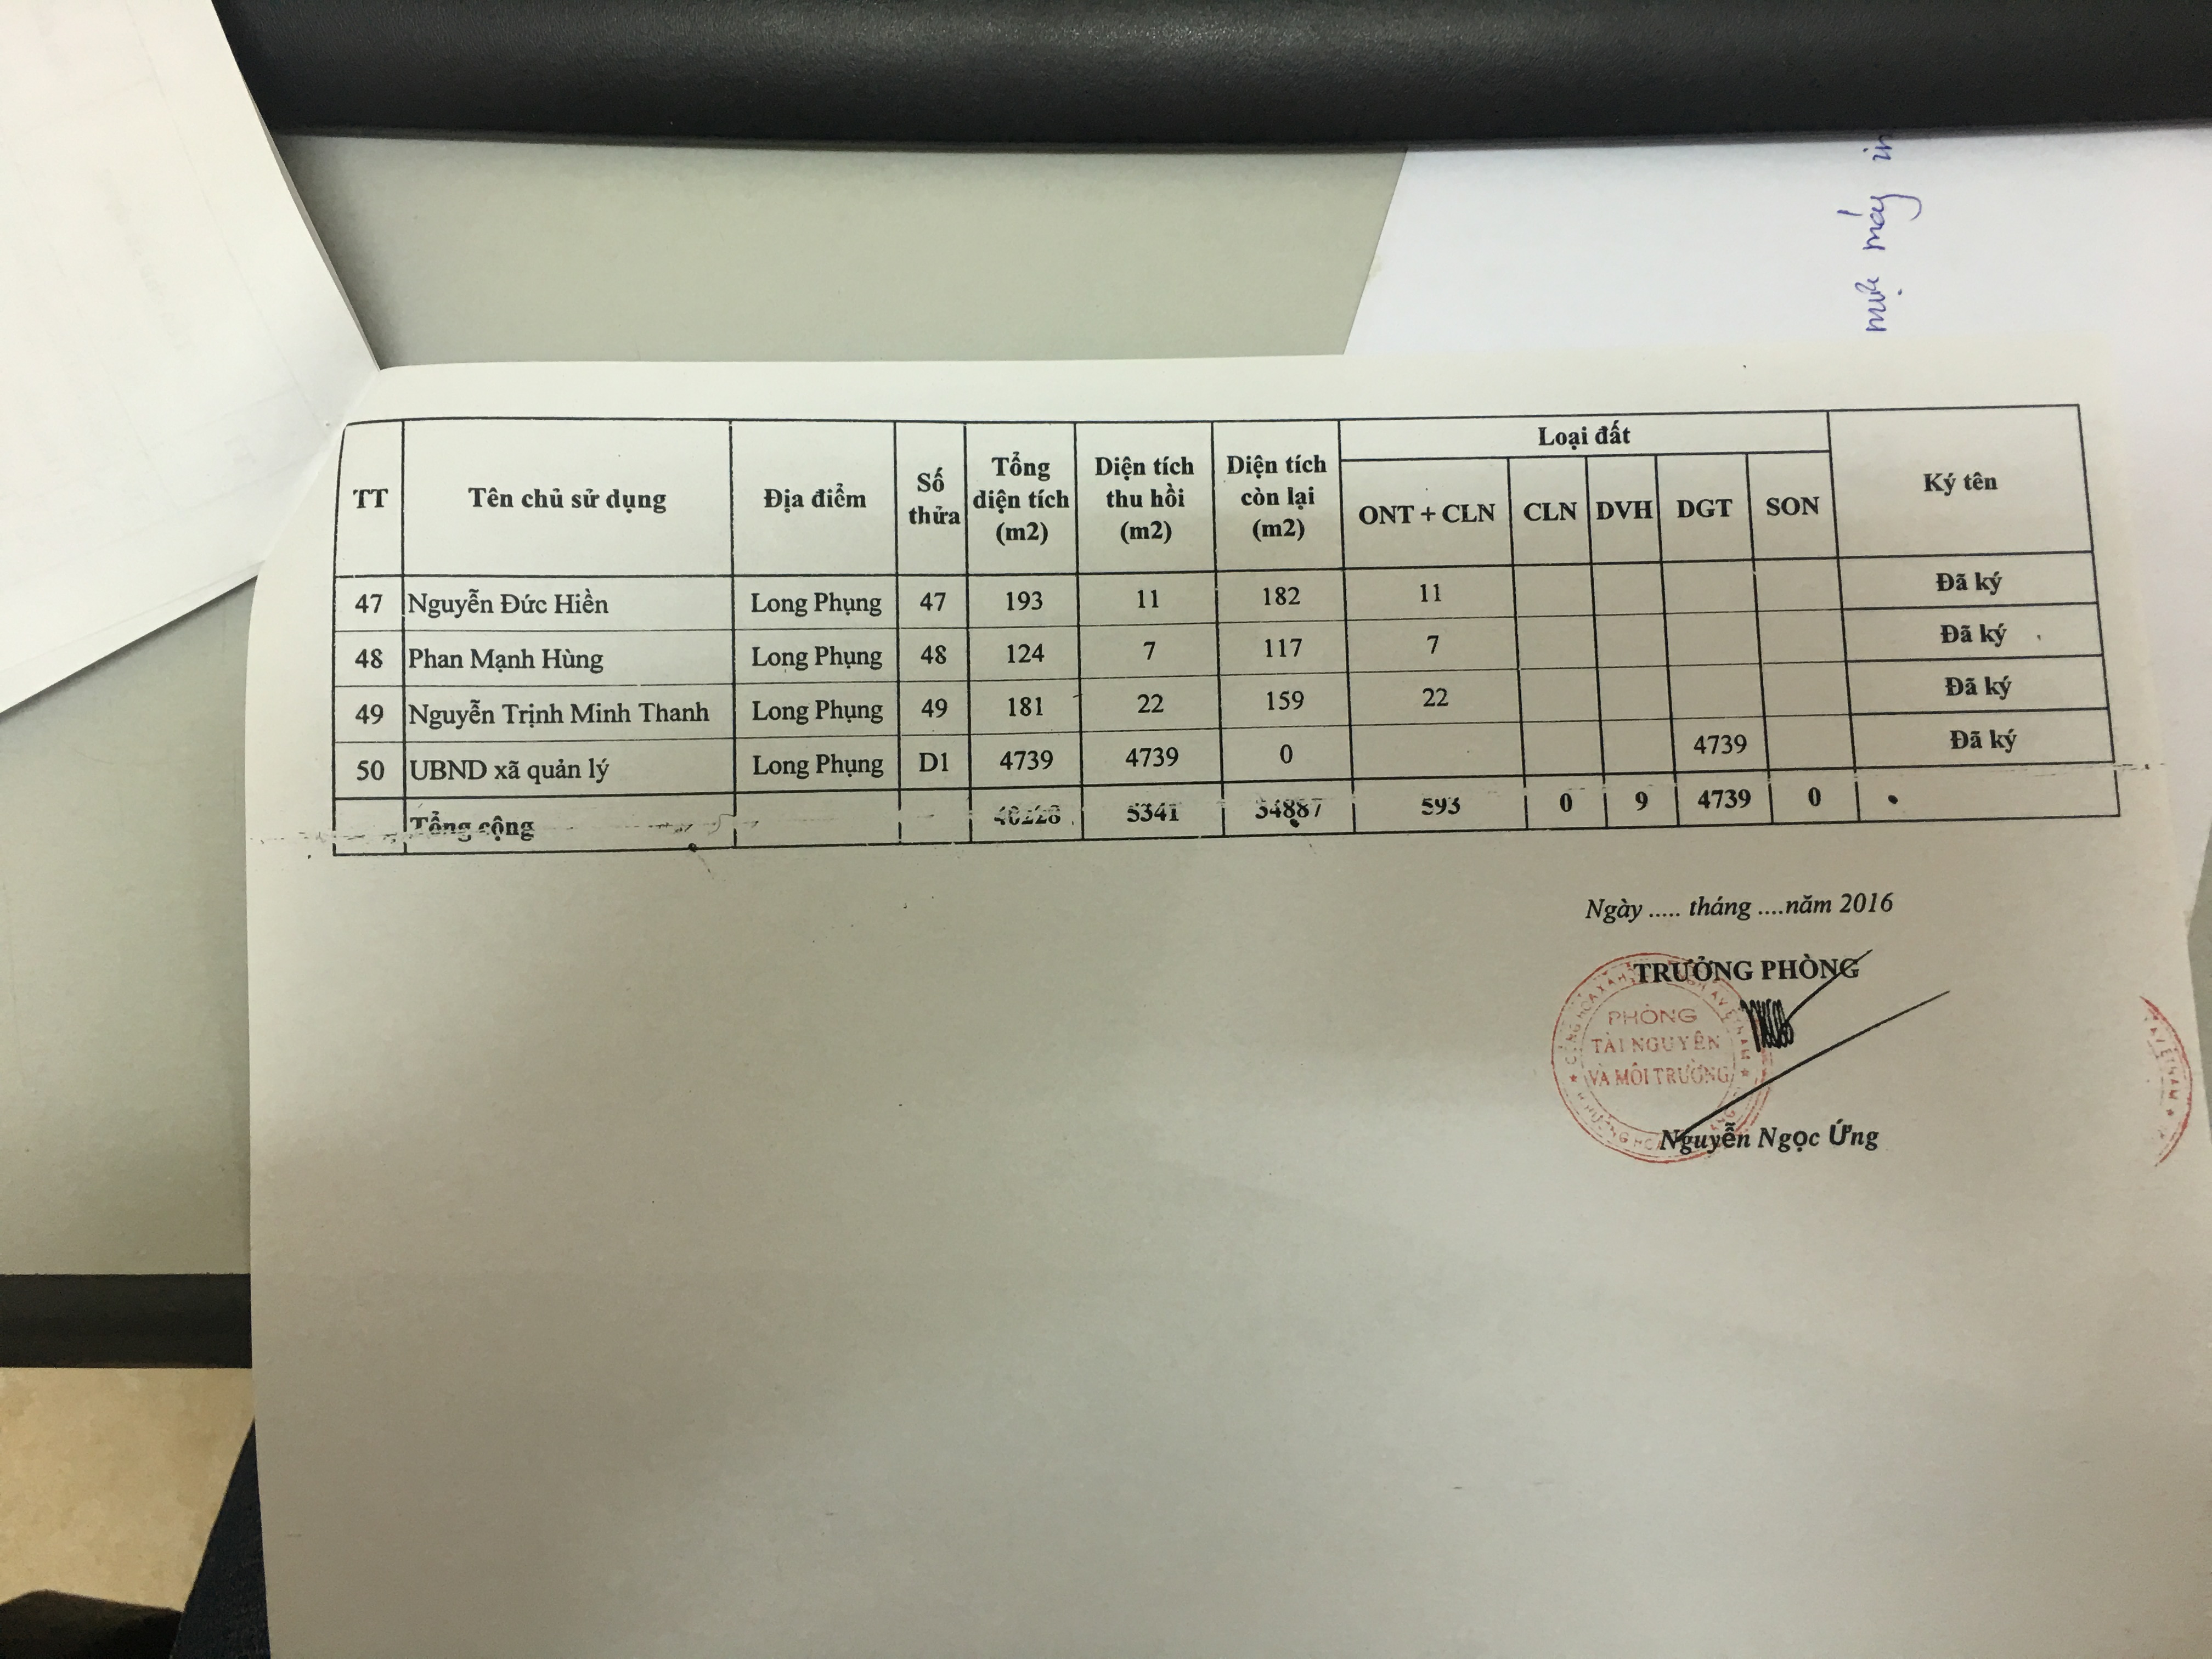 TT Tên chủ sử dụng Địa điểm Số thửa Tổng diện tích (m2) Diện tích thu hồi (m2) Diện tích còn lại (m2) Loại đất Ký tên
ONT + CLN CLN DVH DGT SON
47 Nguyễn Đức Hiền Long Phụng 47 193 11 182 11 Đã ký
48 Phan Mạnh Hùng Long Phụng 48 124 7 117 7 Đã ký
49 Nguyễn Trịnh Minh Thanh Long Phụng 49 181 22 159 22 Đã ký
50 UBND xã quản lý Long Phụng D1 4739 4739 0 4739 Đã ký
Tổng cộng 40228 5341 34887 593 0 9 4739 0
Ngày ...... tháng .....năm 2016
TRƯỞNG PHÒNG
PHÒNG
TÀI NGUYÊN
VÀ MÔI TRƯỜNG
Nguyễn Ngọc Ứng
mực máy in